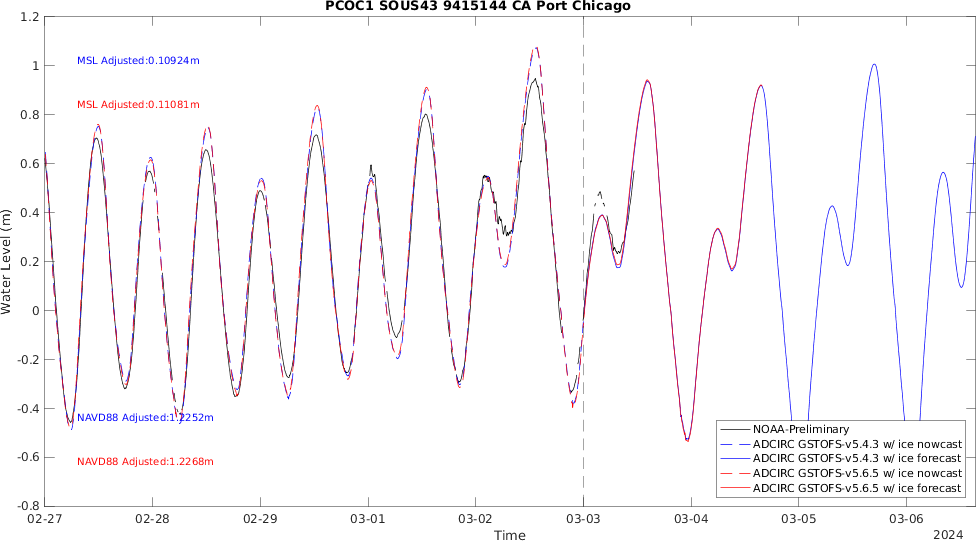 PCOC1 SOUS43 9415144 CA Port Chicago
1.2
1
0.8
0.6
0.4
0.2
0
-0.2
-0.4
-0.6
-0.8
Water Level (m)
MSL Adjusted:0.10924m
MSL Adjusted:0.11081m
NAVD88 Adjusted:1.2252m
NAVD88 Adjusted:1.2268m
NOAA-Preliminary
ADCIRC GSTOFS-v5.4.3 w/ ice nowcast
ADCIRC GSTOFS-v5.4.3 w/ ice forecast
ADCIRC GSTOFS-v5.6.5 w/ ice nowcast
ADCIRC GSTOFS-v5.6.5 w/ ice forecast
02-27 02-28 02-29 03-01 03-02 03-03 03-04 03-05 03-06
Time
2024